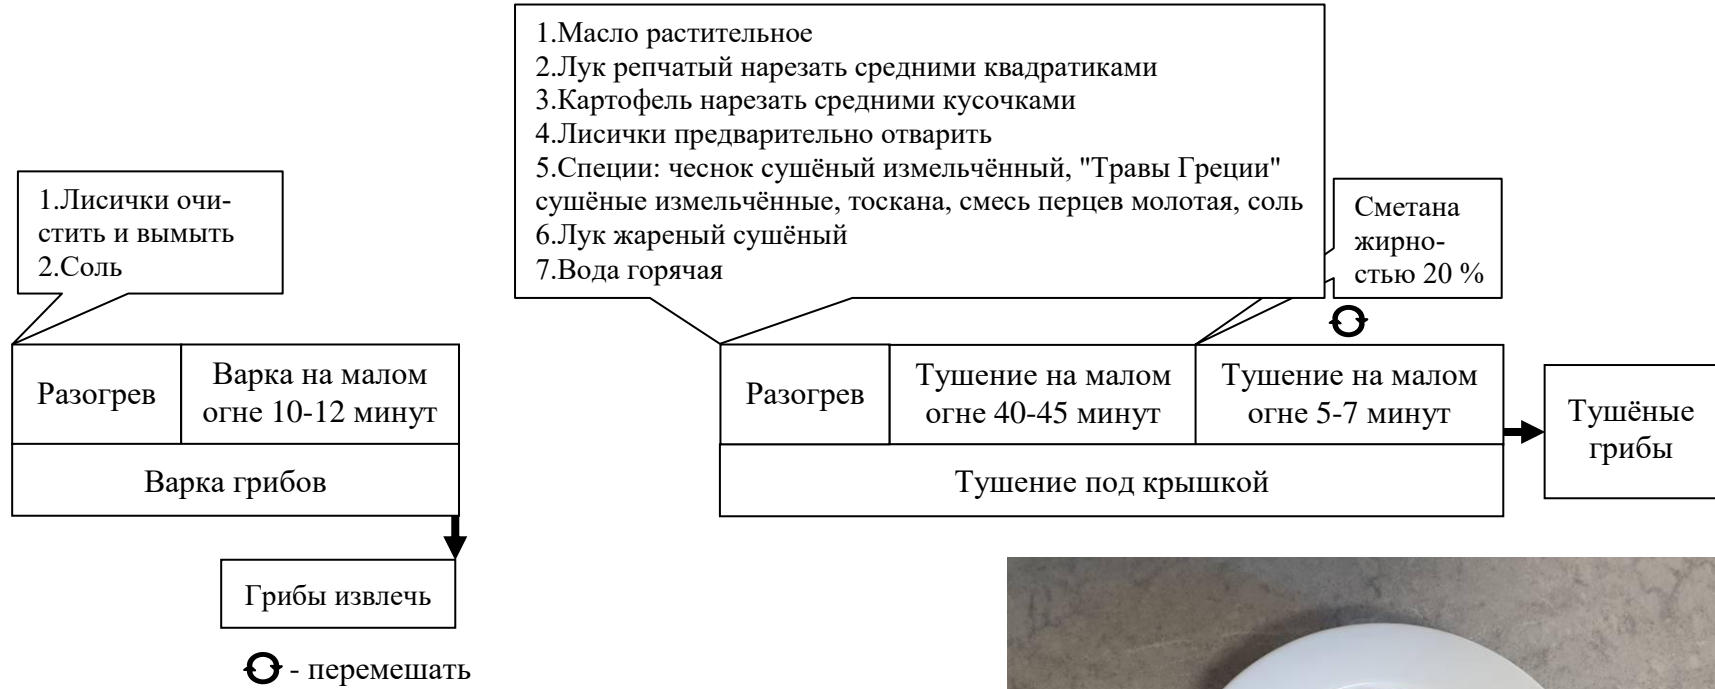 1.Масло растительное
2.Лук репчатый нарезать средними квадратиками
3.Картофель нарезать средними кусочками
4.Лисички предварительно отварить
5.Специи: чеснок сушёный измельчённый, "Травы Греции"
сушёные измельчённые, тоскана, смесь перцев молотая, соль
6.Лук жареный сушёный
7.Вода горячая
1.Лисички очи-
стить и вымыть
2.Соль
Сметана
жирно-
стью 20 %
Разогрев
Варка на малом
огне 10-12 минут
Варка грибов
Разогрев
Тушение на малом
огне 40-45 минут
Тушение на малом
огне 5-7 минут
Тушение под крышкой
Тушёные
грибы
Грибы извлечь
- перемешать